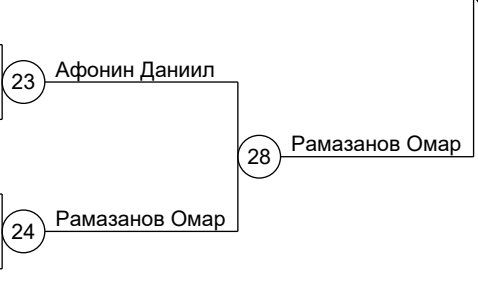 23 Афонин Даниил
28 Рамазанов Омар
24 Рамазанов Омар